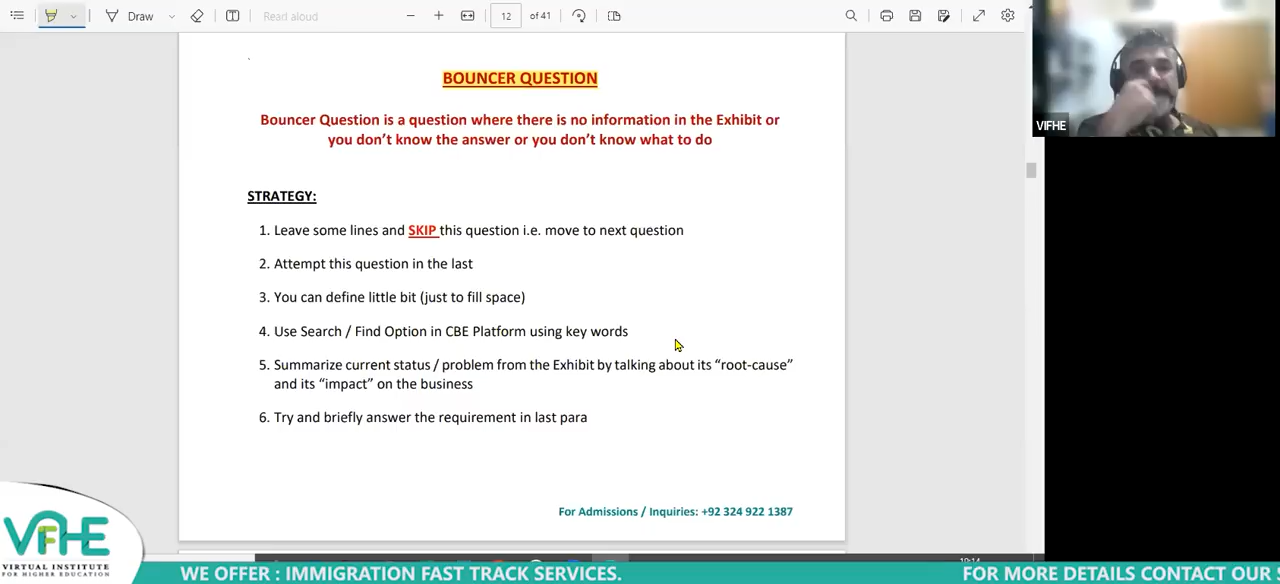 Draw
Read aloud
12
of 41
BOUNCER QUESTION
Bouncer Question is a question where there is no information in the Exhibit or
you don't know the answer or you don't know what to do
STRATEGY:
1. Leave some lines and SKIP this question i.e. move to next question
2. Attempt this question in the last
3. You can define little bit (just to fill space)
4. Use Search / Find Option in CBE Platform using key words
5. Summarize current status / problem from the Exhibit by talking about its "root-cause"
and its "impact" on the business
6. Try and briefly answer the requirement in last para
For Admissions / Inquiries: +92 324 922 1387
VIFHE
VIFHE
VIRTUAL INSTITUTE
FOR HIGHER EDUCATION
WE OFFER : IMMIGRATION FAST TRACK SERVICES.
FOR MORE DETAILS CONTACT OUR S